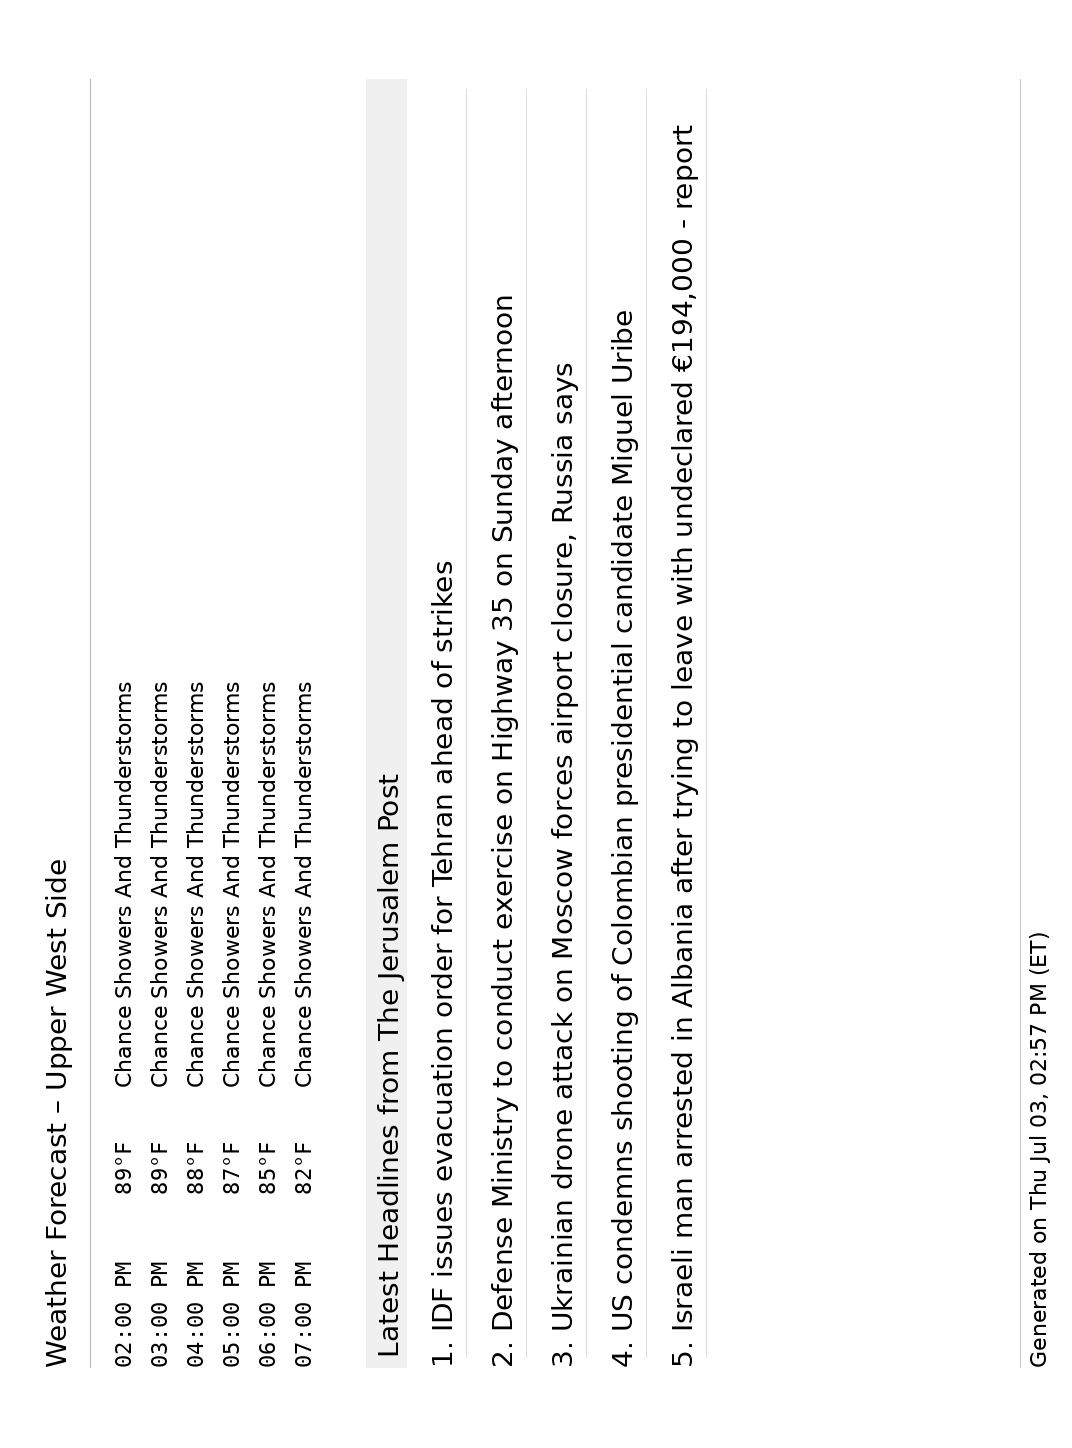 Weather Forecast – Upper West Side
02:00 PM 89°F Chance Showers And Thunderstorms
03:00 PM 89°F Chance Showers And Thunderstorms
04:00 PM 88°F Chance Showers And Thunderstorms
05:00 PM 87°F Chance Showers And Thunderstorms
06:00 PM 85°F Chance Showers And Thunderstorms
07:00 PM 82°F Chance Showers And Thunderstorms
Latest Headlines from The Jerusalem Post
1. IDF issues evacuation order for Tehran ahead of strikes
2. Defense Ministry to conduct exercise on Highway 35 on Sunday afternoon
3. Ukrainian drone attack on Moscow forces airport closure, Russia says
4. US condemns shooting of Colombian presidential candidate Miguel Uribe
5. Israeli man arrested in Albania after trying to leave with undeclared €194,000 - report
Generated on Thu Jul 03, 02:57 PM (ET)